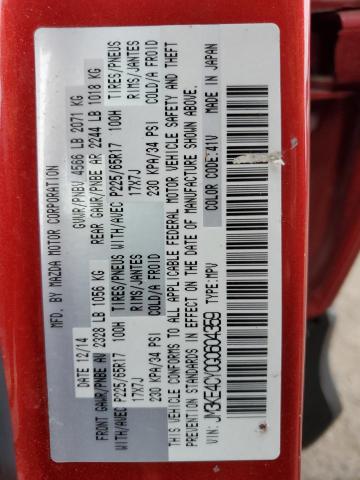 MFD. BY MAZDA MOTOR CORPORATION
DATE 12/14 GVWR/PNBV 4566 LB 2071 KG
FRONT GAWR/PNBE AV 2328 LB 1056 KG REAR GAWR/PNBE AR 2244 LB 1018 KG
WITH/AVEC P225/65R17 100H TIRES/PNEUS WITH/AVEC P225/65R17 100H TIRES/PNEUS
17X7J RIMS/JANTES 17X7J RIMS/JANTES
230 KPA/34 PSI COLD/A FROID 230 KPA/34 PSI COLD/A FROID
THIS VEHICLE CONFORMS TO ALL APPLICABLE FEDERAL MOTOR VEHICLE SAFETY AND THEFT
PREVENTION STANDARDS IN EFFECT ON THE DATE OF MANUFACTURE SHOWN ABOVE.
VIN: JM3KE4CY0G0604359 TYPE: MPV COLOR CODE: 41V MADE IN JAPAN